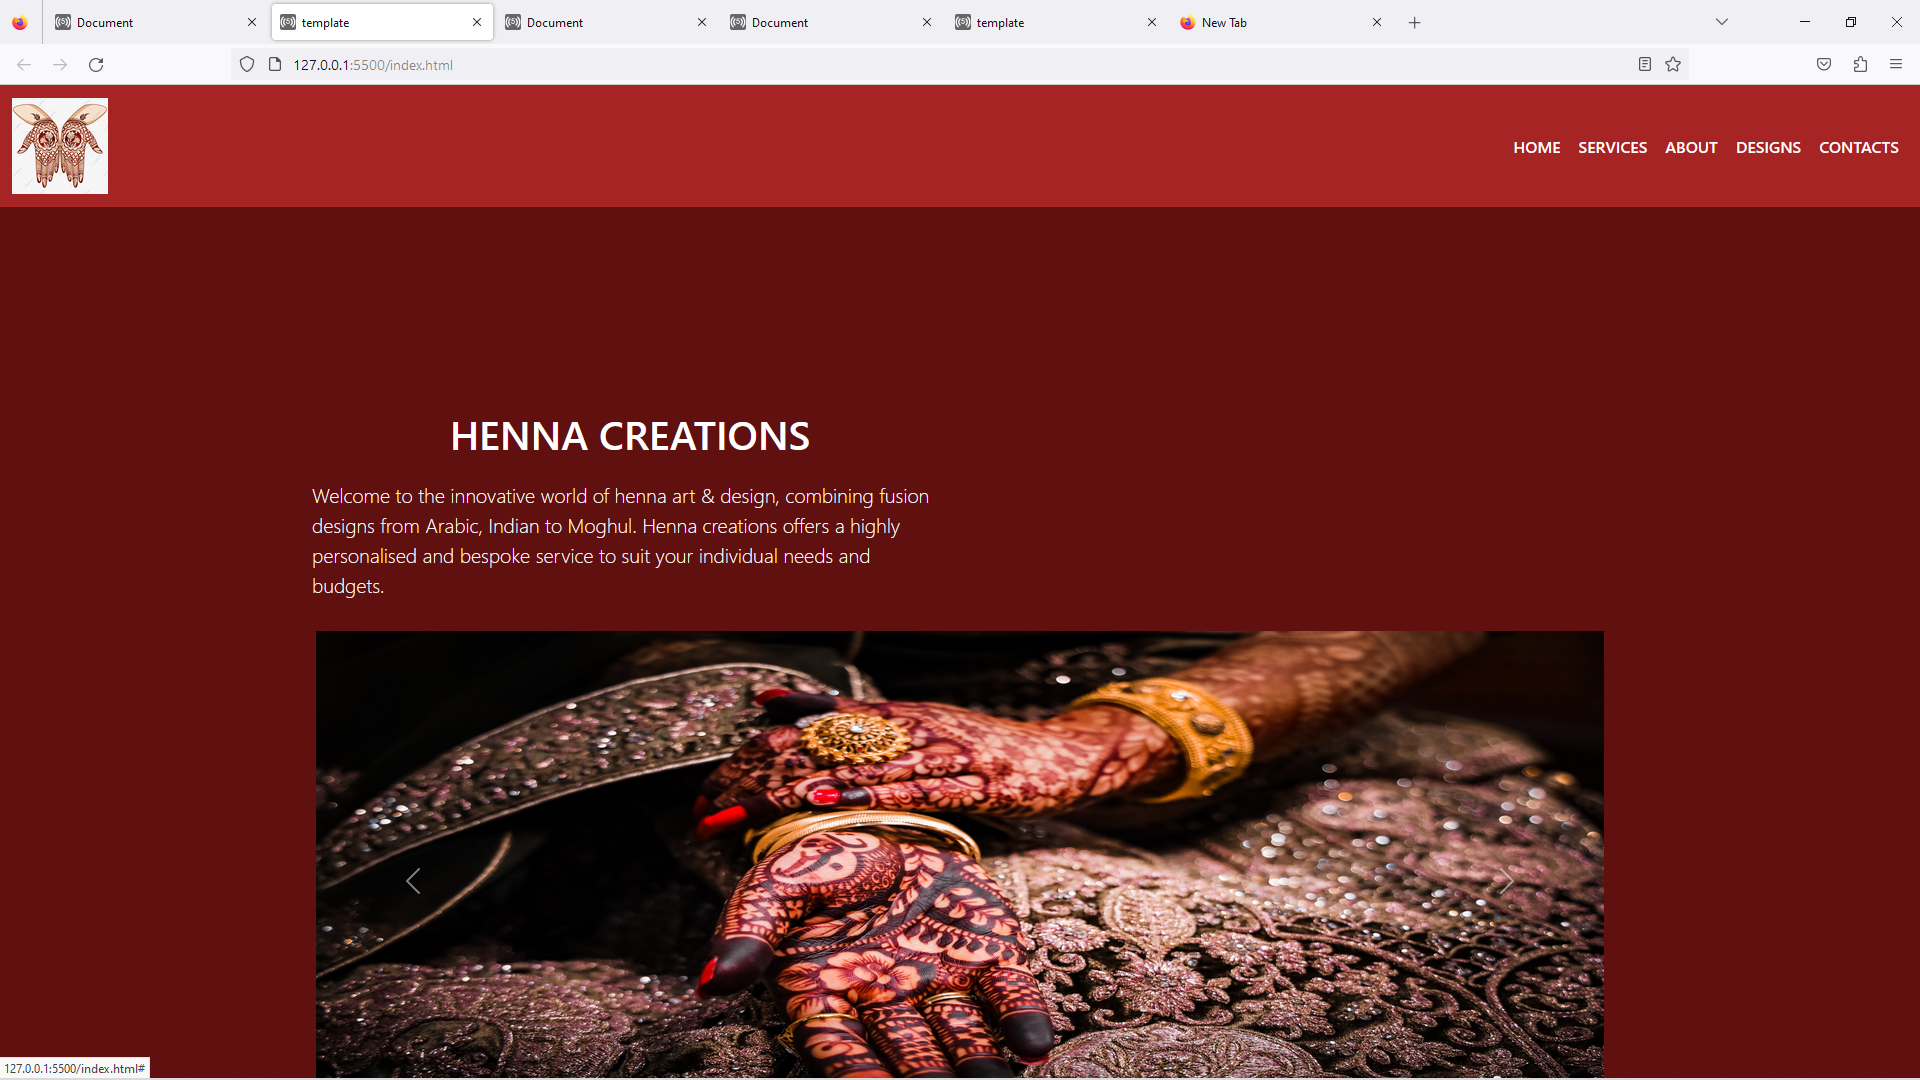 Document
template
Document
Document
template
New Tab
127.0.0.1:5500/index.html
HOME SERVICES ABOUT DESIGNS CONTACTS
HENNA CREATIONS
Welcome to the innovative world of henna art & design, combining fusion
designs from Arabic, Indian to Moghul. Henna creations offers a highly
personalised and bespoke service to suit your individual needs and
budgets.
127.0.0.1:5500/index.html#